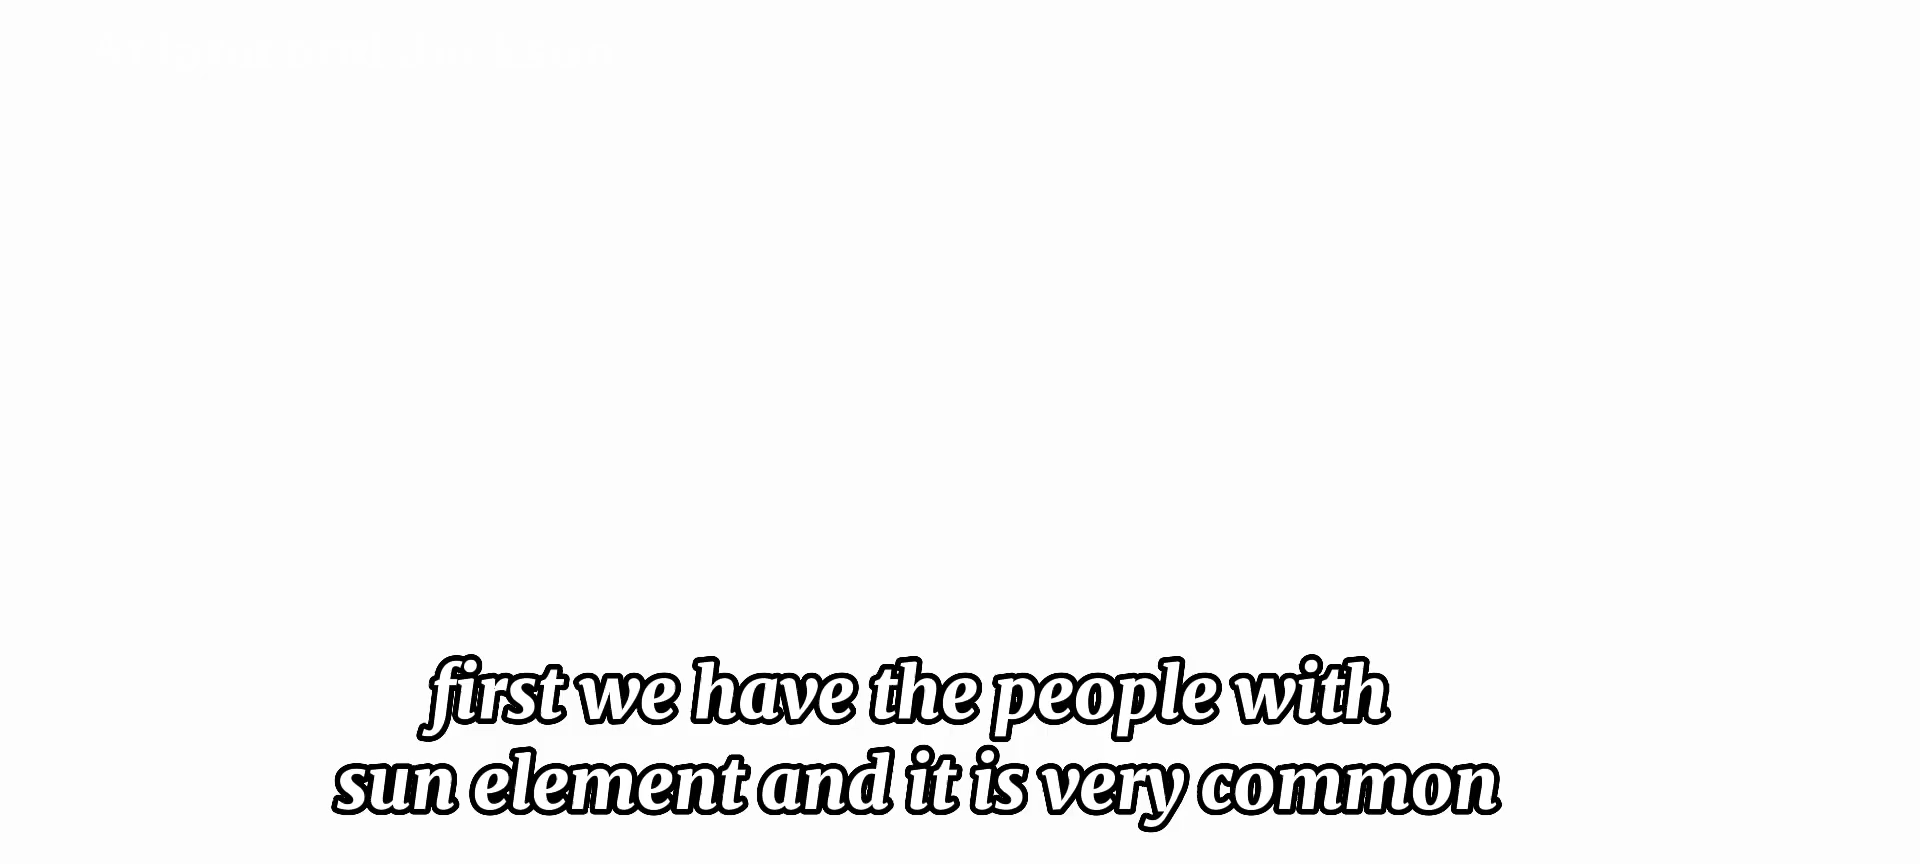 first we have the people with
sun element and it is very common